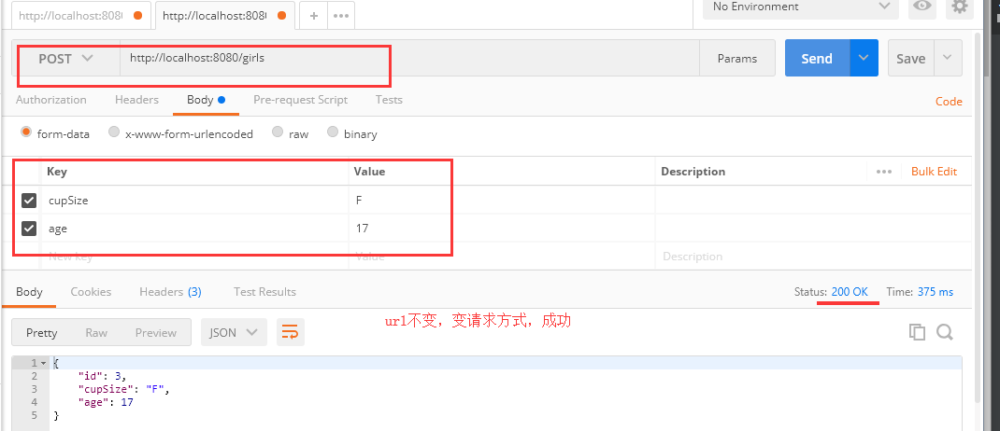 http://localhost:8080 http://localhost:8080 + ••• No Environment
POST http://localhost:8080/girls Params Send Save
Authorization Headers Body Pre-request Script Tests Code
form-data x-www-form-urlencoded raw binary
Key Value Description ••• Bulk Edit
cupSize F
age 17
New key Value Description
Body Cookies Headers (3) Test Results Status: 200 OK Time: 375 ms
url不变，变请求方式，成功
Pretty Raw Preview JSON
1 {
2 "id": 3,
3 "cupSize": "F",
4 "age": 17
5 }